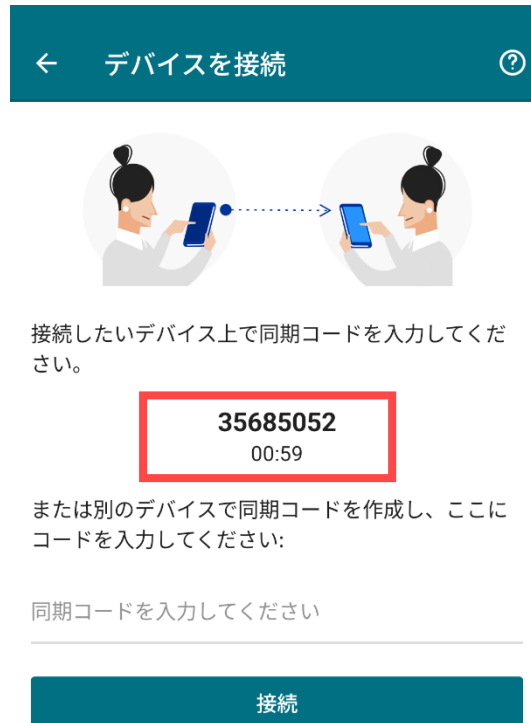 デバイスを接続
接続したいデバイス上で同期コードを入力してくだ
さい。
35685052
00:59
または別のデバイスで同期コードを作成し、ここに
コードを入力してください:
同期コードを入力してください
接続